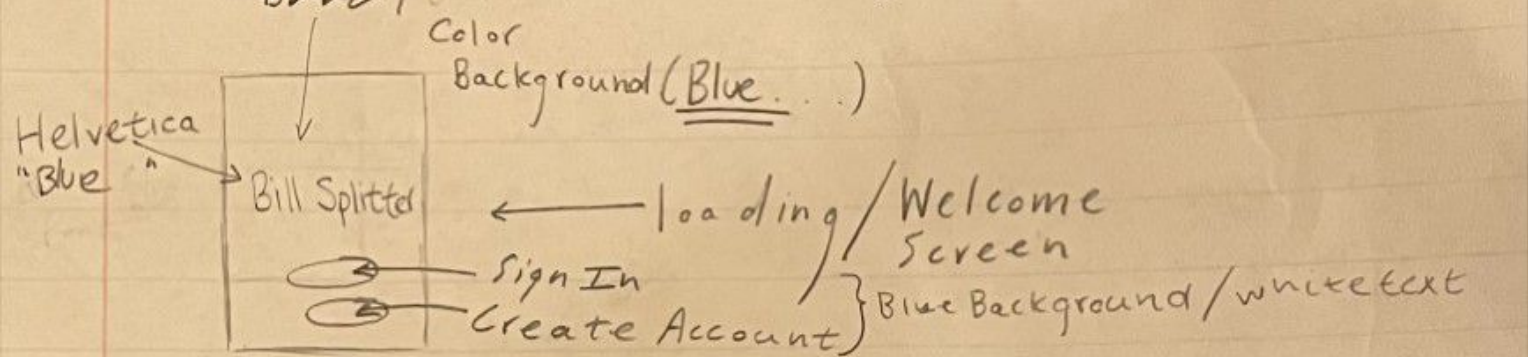 Color
Background (Blue. . .)
Helvetica
"Blue "
Bill Splitter
loading / Welcome
Screen
Sign In
Create Account
} Blue Background / white text